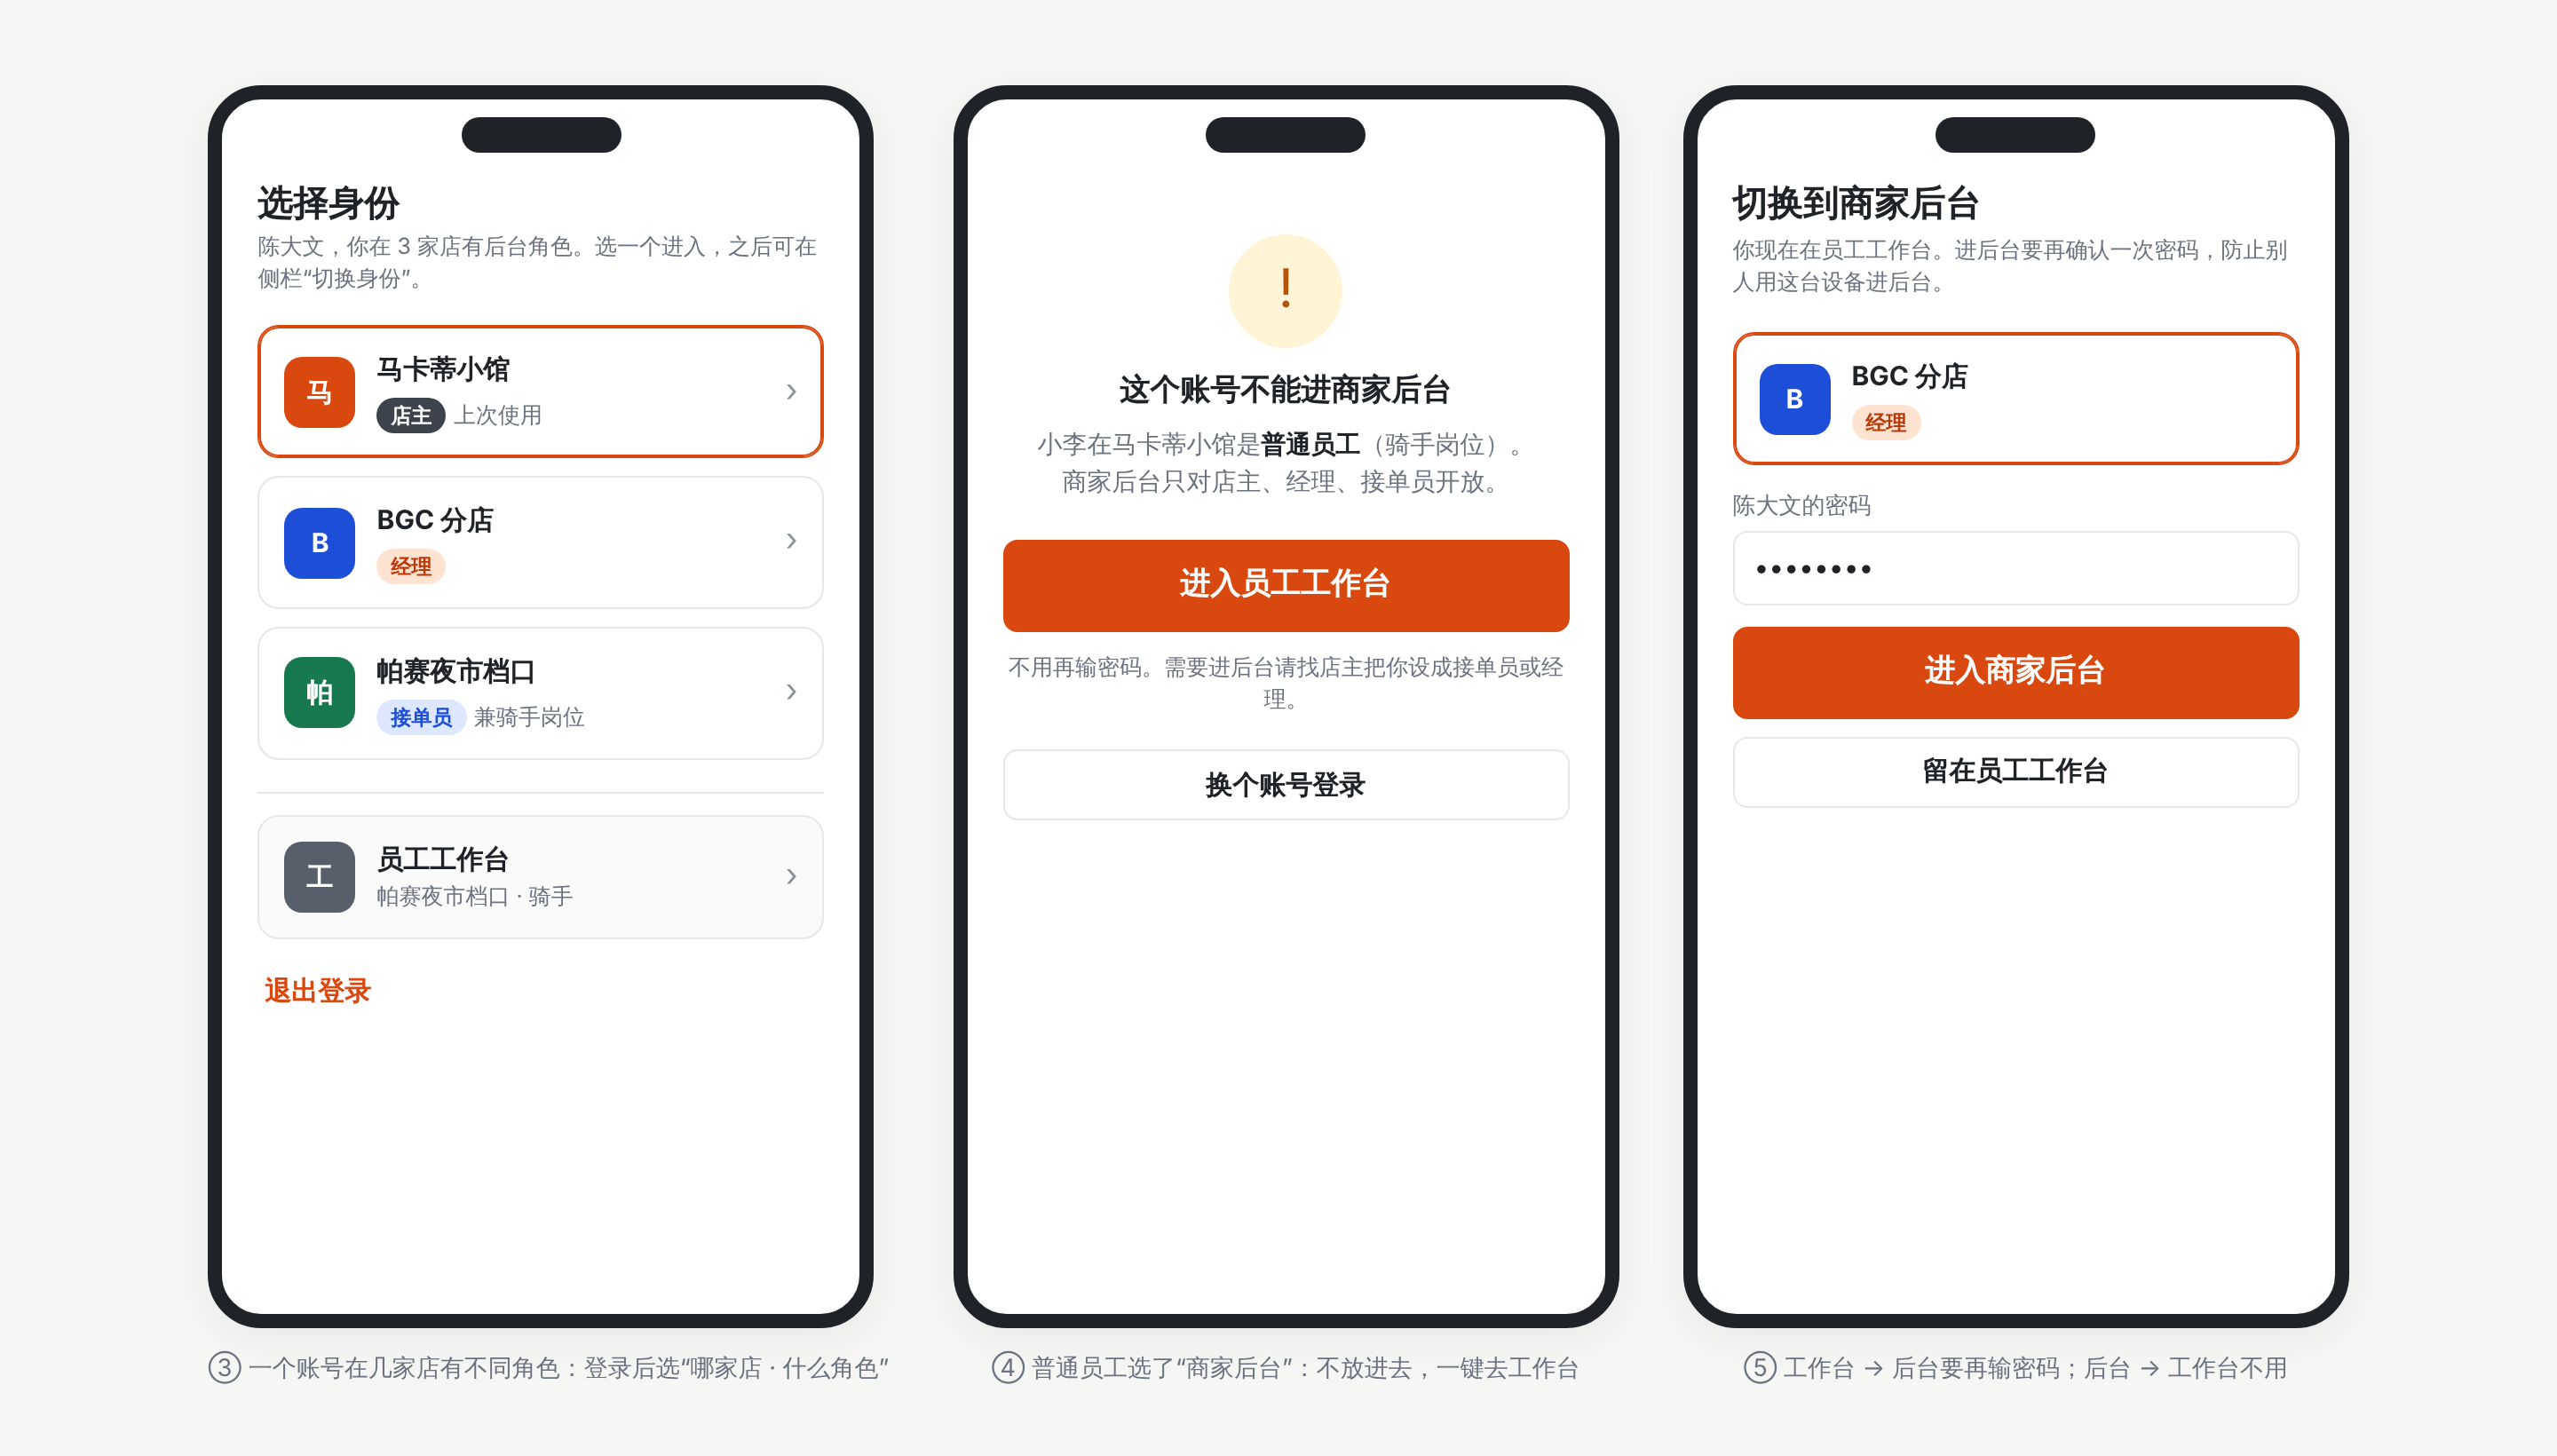 选择身份
陈大文，你在 3 家店有后台角色。选一个进入，之后可在
侧栏“切换身份”。
马
马卡蒂小馆
店主 上次使用
›
B
BGC 分店
经理
›
帕
帕赛夜市档口
接单员 兼骑手岗位
›
工
员工工作台
帕赛夜市档口 · 骑手
›
退出登录
③ 一个账号在几家店有不同角色：登录后选“哪家店 · 什么角色”
!
这个账号不能进商家后台
小李在马卡蒂小馆是普通员工（骑手岗位）。
商家后台只对店主、经理、接单员开放。
进入员工工作台
不用再输密码。需要进后台请找店主把你设成接单员或经
理。
换个账号登录
④ 普通员工选了“商家后台”：不放进去，一键去工作台
切换到商家后台
你现在在员工工作台。进后台要再确认一次密码，防止别
人用这台设备进后台。
B
BGC 分店
经理
陈大文的密码
••••••••
进入商家后台
留在员工工作台
⑤ 工作台 → 后台要再输密码；后台 → 工作台不用